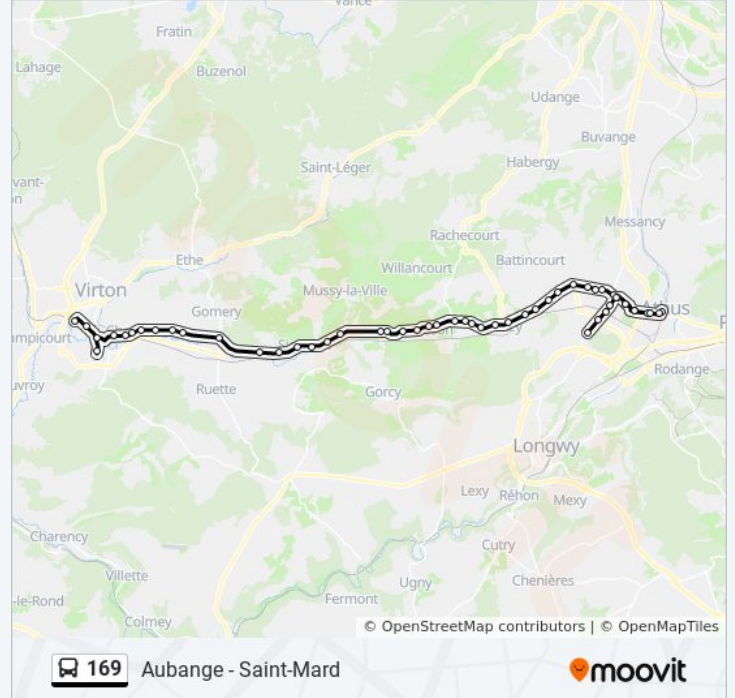 Vance
Fratin
Lahage
Buzenol
Udange
Buvange
Saint-Léger
Habergy
Messancy
Rachecourt
Ethe
Willancourt
Battincourt
Virton
Mussy-la-Ville
Gomery
Ruette
Rodange
Gorcy
Longwy
Lexy
Réhon
Mexy
Charency
Cutry
Villette
Ugny
Chenières
-le-Rond
Fermont
Colmey
© OpenStreetMap contributors | © OpenMapTiles
169
Aubange - Saint-Mard
moovit